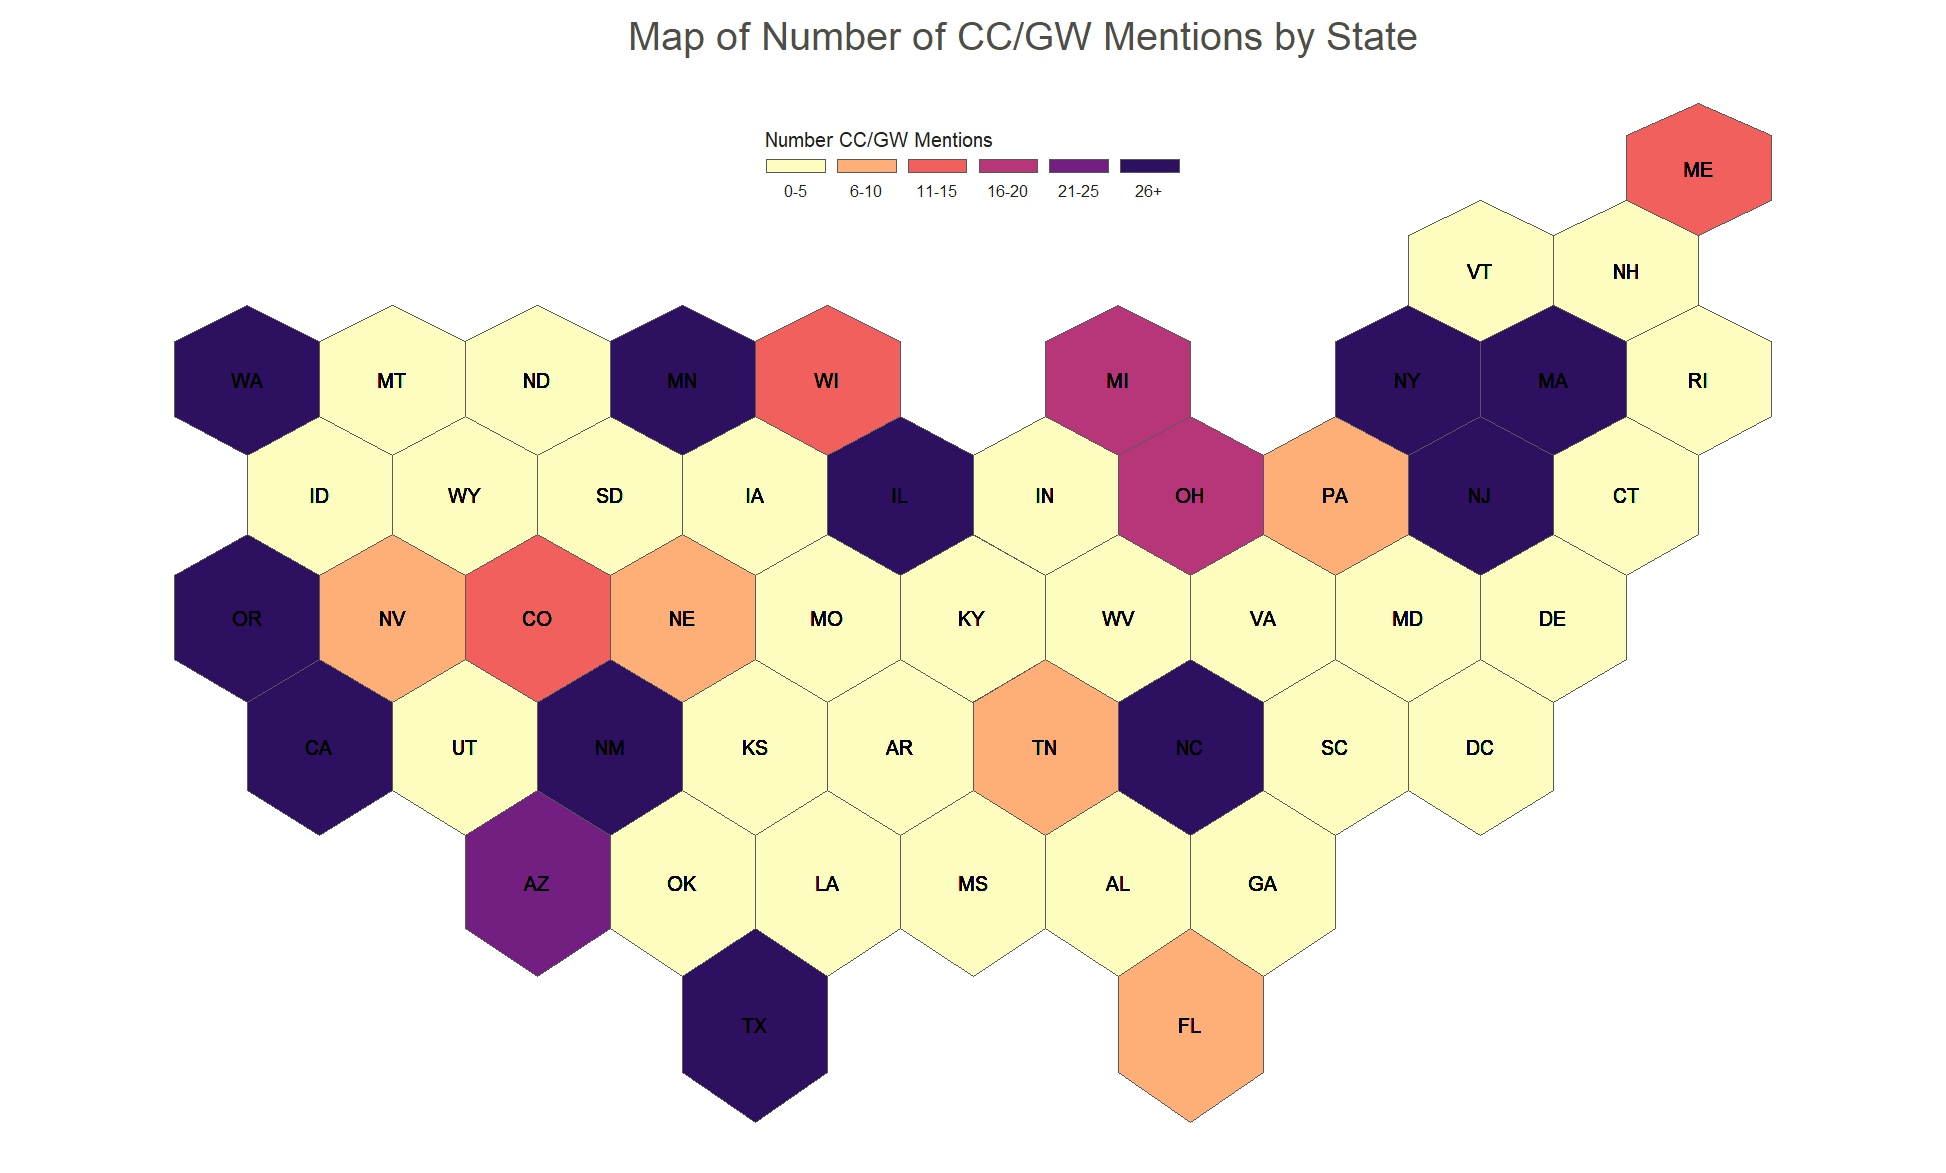 Map of Number of CC/GW Mentions by State
Number CC/GW Mentions
0-5 6-10 11-15 16-20 21-25 26+
ME
VT NH
WA MT ND MN WI MI NY MA RI
ID WY SD IA IL IN OH PA NJ CT
OR NV CO NE MO KY WV VA MD DE
CA UT NM KS AR TN NC SC DC
AZ OK LA MS AL GA
TX FL